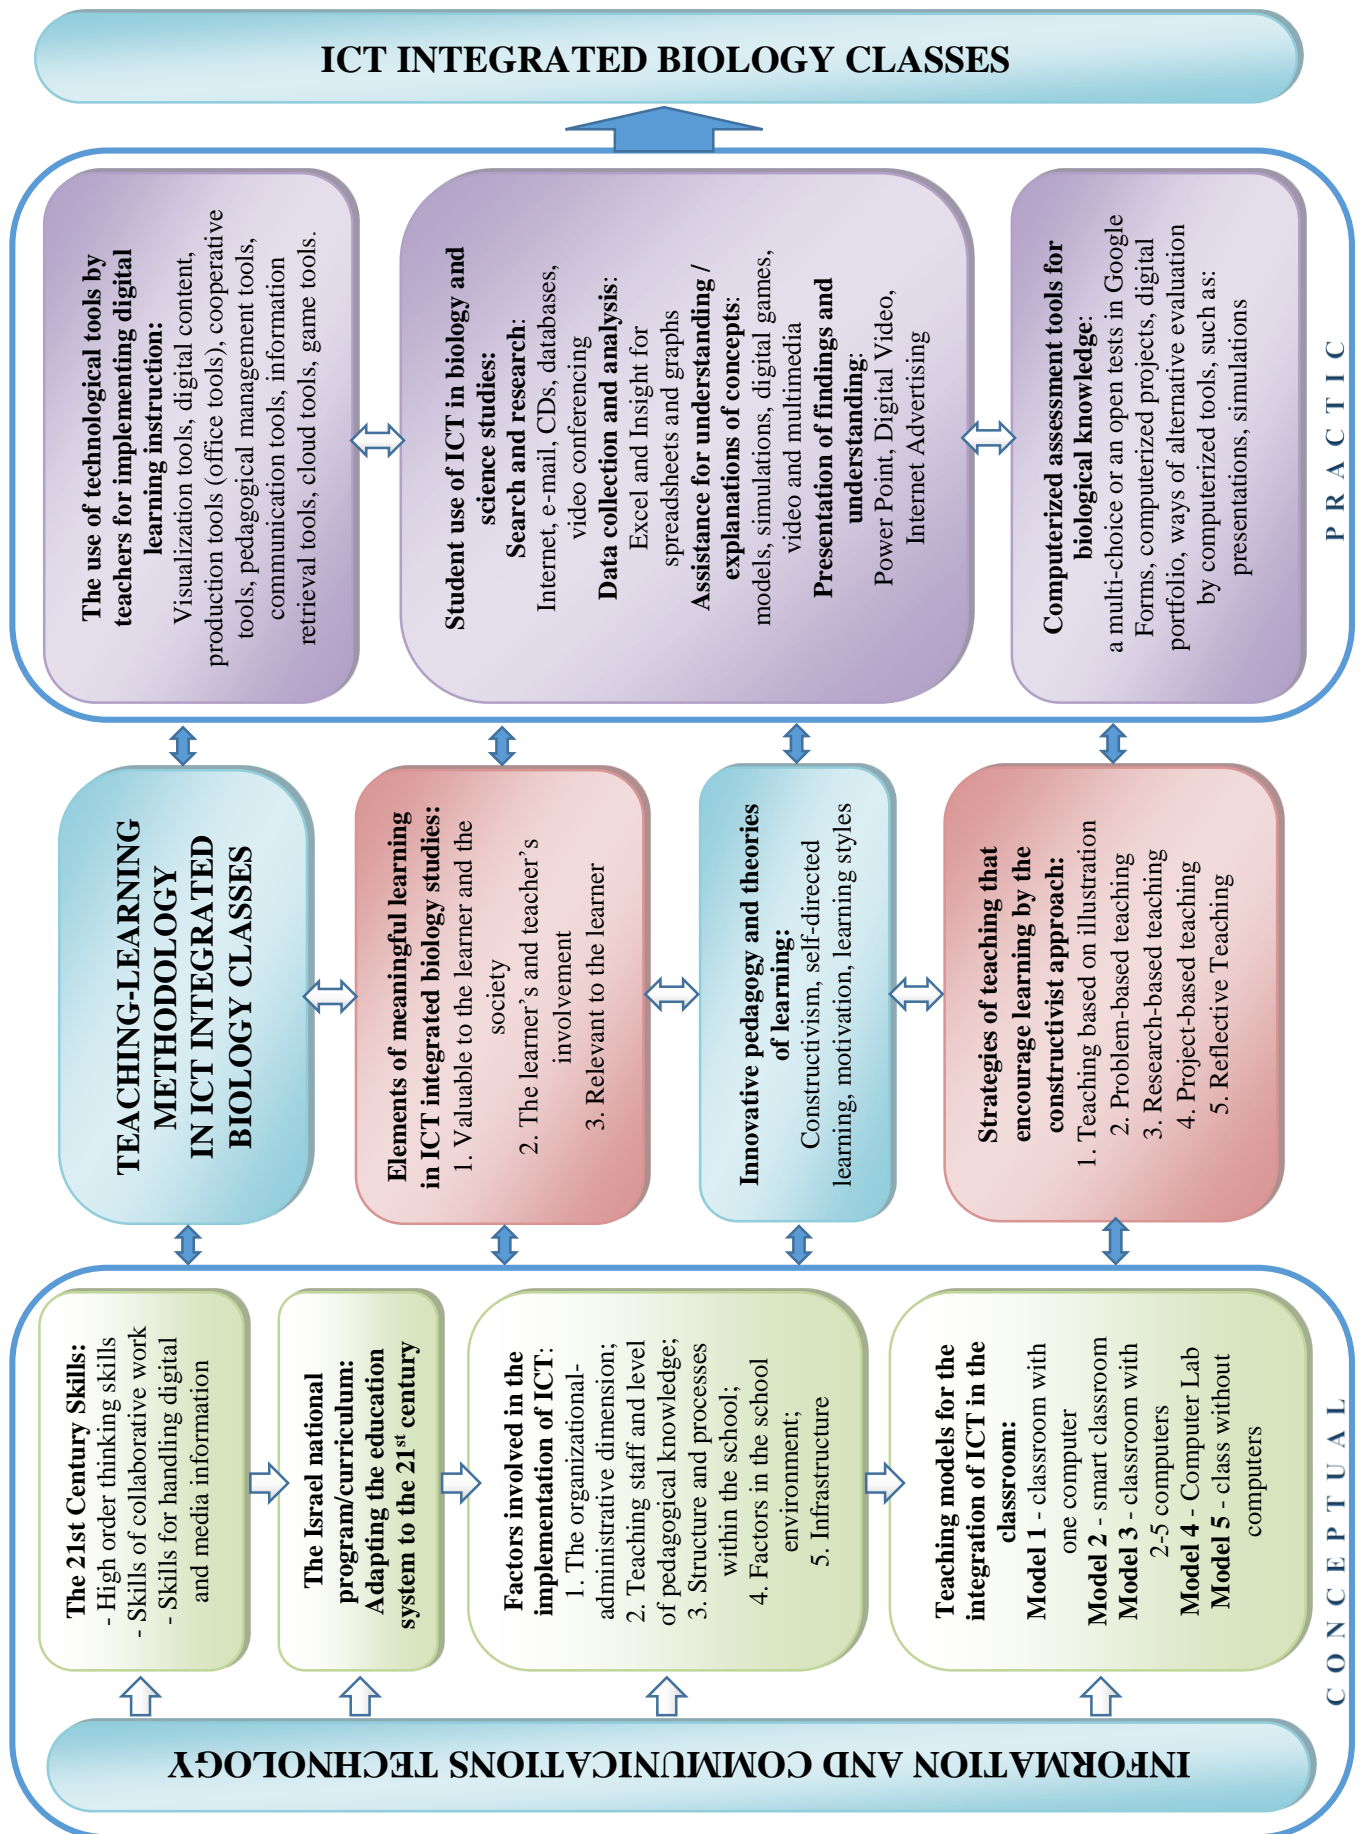 INFORMATION AND COMMUNICATIONS TECHNOLOGY
The 21st Century Skills:
- High order thinking skills
- Skills of collaborative work
- Skills for handling digital
and media information
The Israel national
program/curriculum:
Adapting the education
system to the 21st century
Factors involved in the
implementation of ICT:
1. The organizational-
administrative dimension;
2. Teaching staff and level
of pedagogical knowledge;
3. Structure and processes
within the school;
4. Factors in the school
environment;
5. Infrastructure
Teaching models for the
integration of ICT in the
classroom:
Model 1 - classroom with
one computer
Model 2 - smart classroom
Model 3 - classroom with
2-5 computers
Model 4 - Computer Lab
Model 5 - class without
computers
CONCEPTUAL
TEACHING-LEARNING
METHODOLOGY
IN ICT INTEGRATED
BIOLOGY CLASSES
Elements of meaningful learning
in ICT integrated biology studies:
1. Valuable to the learner and the
society
2. The learner's and teacher's
involvement
3. Relevant to the learner
Innovative pedagogy and theories
of learning:
Constructivism, self-directed
learning, motivation, learning styles
Strategies of teaching that
encourage learning by the
constructivist approach:
1. Teaching based on illustration
2. Problem-based teaching
3. Research-based teaching
4. Project-based teaching
5. Reflective Teaching
The use of technological tools by
teachers for implementing digital
learning instruction:
Visualization tools, digital content,
production tools (office tools), cooperative
tools, pedagogical management tools,
communication tools, information
retrieval tools, cloud tools, game tools.
Student use of ICT in biology and
science studies:
Search and research:
Internet, e-mail, CDs, databases,
video conferencing
Data collection and analysis:
Excel and Insight for
spreadsheets and graphs
Assistance for understanding /
explanations of concepts:
models, simulations, digital games,
video and multimedia
Presentation of findings and
understanding:
Power Point, Digital Video,
Internet Advertising
Computerized assessment tools for
biological knowledge:
a multi-choice or an open tests in Google
Forms, computerized projects, digital
portfolio, ways of alternative evaluation
by computerized tools, such as:
presentations, simulations
PRACTIC
ICT INTEGRATED BIOLOGY CLASSES